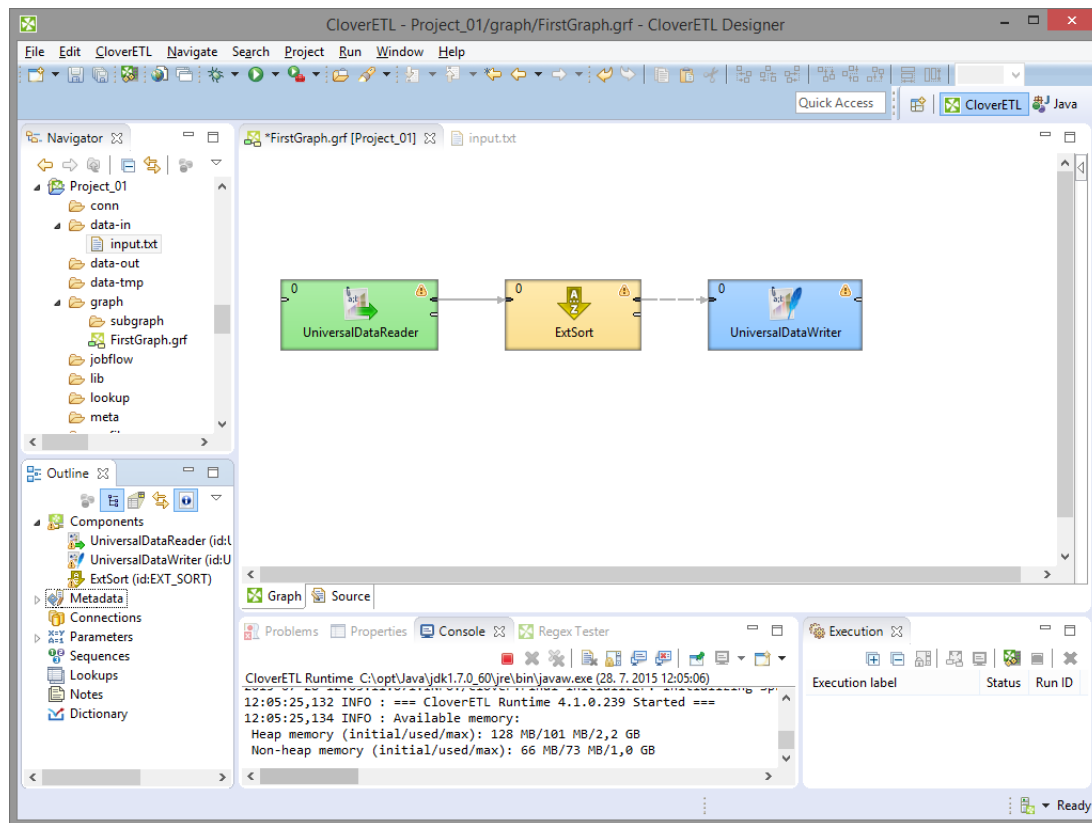 CloverETL - Project_01/graph/FirstGraph.grf - CloverETL Designer
File Edit CloverETL Navigate Search Project Run Window Help
Quick Access CloverETL Java
Navigator
Project_01
conn
data-in
input.txt
data-out
data-tmp
graph
subgraph
FirstGraph.grf
jobflow
lib
lookup
meta
*FirstGraph.grf [Project_01] input.txt
0 UniversalDataReader
0 ExtSort
0 UniversalDataWriter
Graph Source
Outline
Components
UniversalDataReader (id:U
UniversalDataWriter (id:U
ExtSort (id:EXT_SORT)
Metadata
Connections
Parameters
Sequences
Lookups
Notes
Dictionary
Problems Properties Console Regex Tester
CloverETL Runtime C:\opt\Java\jdk1.7.0_60\jre\bin\javaw.exe (28. 7. 2015 12:05:06)
12:05:25,132 INFO : === CloverETL Runtime 4.1.0.239 Started ===
12:05:25,134 INFO : Available memory:
Heap memory (initial/used/max): 128 MB/101 MB/2,2 GB
Non-heap memory (initial/used/max): 66 MB/73 MB/1,0 GB
Execution
Execution label Status Run ID
Ready